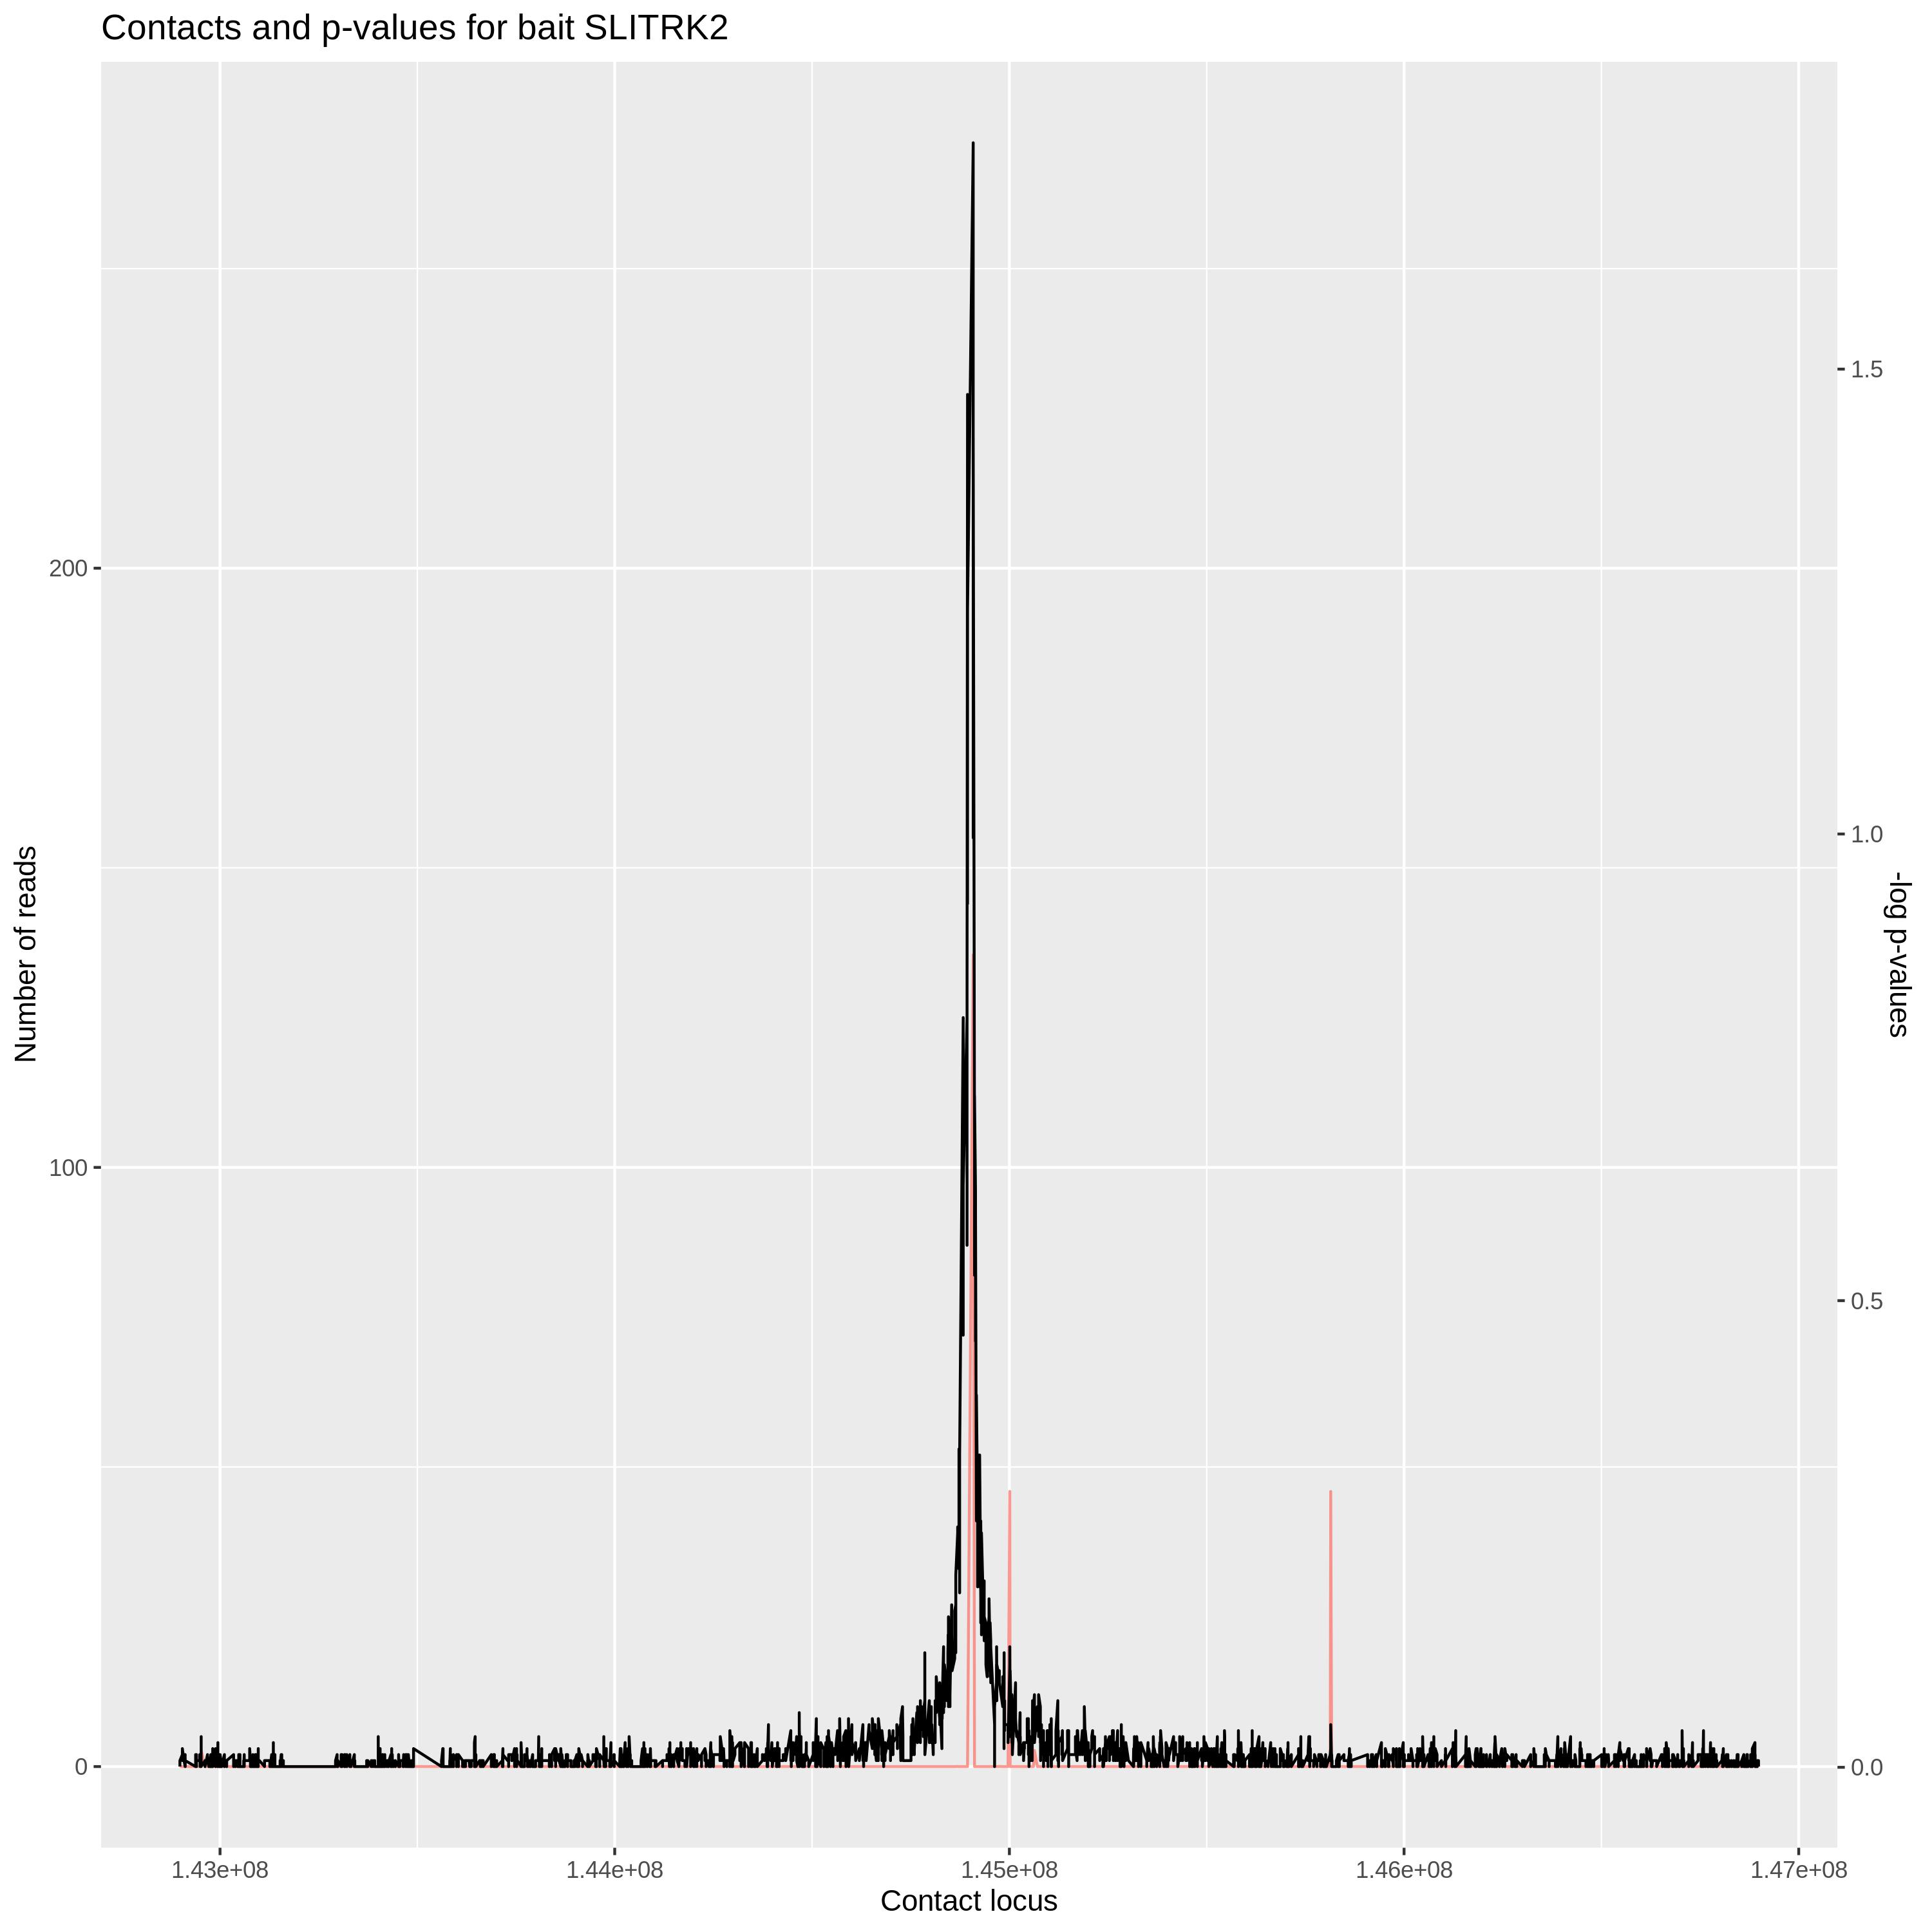 Contacts and p-values for bait SLITRK2
Number of reads
200
100
0
1.5
1.0
0.5
0.0
-log p-values
1.43e+08 1.44e+08 1.45e+08 1.46e+08 1.47e+08
Contact locus